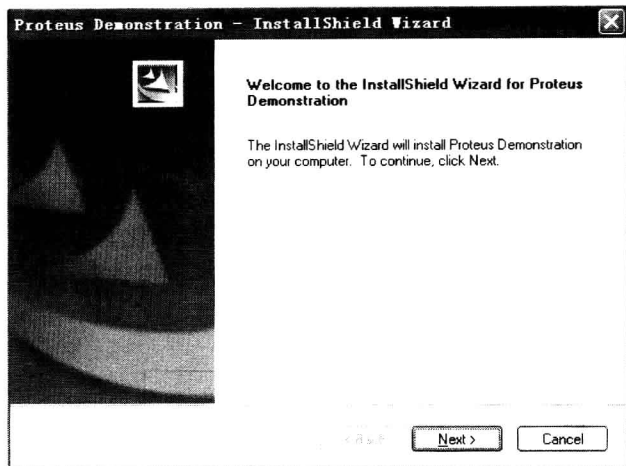 Proteus Demonstration - InstallShield Wizard
Welcome to the InstallShield Wizard for Proteus
Demonstration
The InstallShield Wizard will install Proteus Demonstration
on your computer. To continue, click Next.
Next >
Cancel